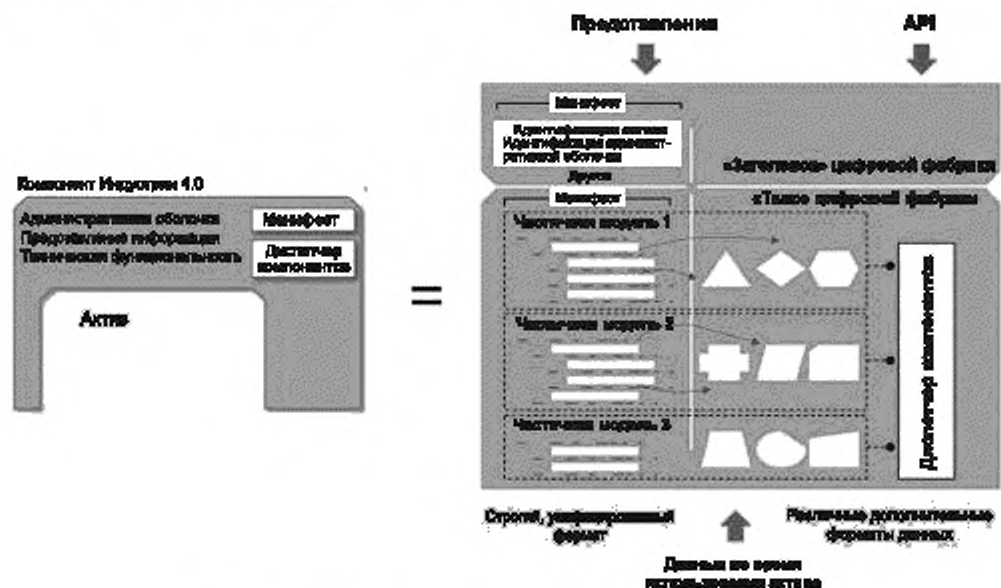 Представления
API
Манифест
Идентификация актива
Идентификация админист-
ративной оболочки
Другое
«Заголовок» цифровой фабрики
Манифест
«Тело» цифровой фабрики
Компонент Индустрии 4.0
Административная оболочка
Представление информации
Техническая функциональность
Манифест
Диспетчер
компонентов
Актив
=
Частичная модель 1
Частичная модель 2
Частичная модель 3
Диспетчер компонентов
Строгий, унифицированный
формат
Различные дополнительные
форматы данных
Данные во время
использования актива